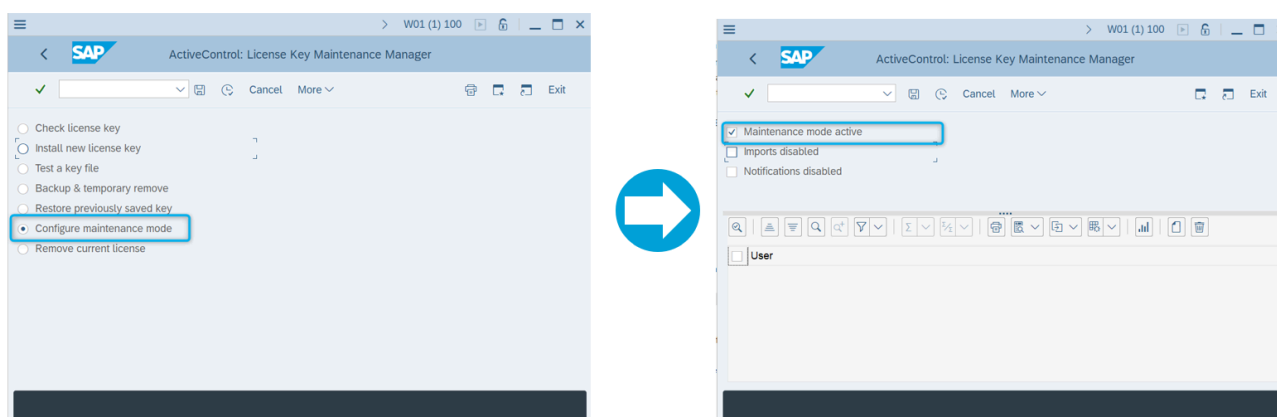 W01 (1) 100
SAP
ActiveControl: License Key Maintenance Manager
Cancel More Exit
Check license key
Install new license key
Test a key file
Backup & temporary remove
Restore previously saved key
Configure maintenance mode
Remove current license
W01 (1) 100
SAP
ActiveControl: License Key Maintenance Manager
Cancel More Exit
Maintenance mode active
Imports disabled
Notifications disabled
User